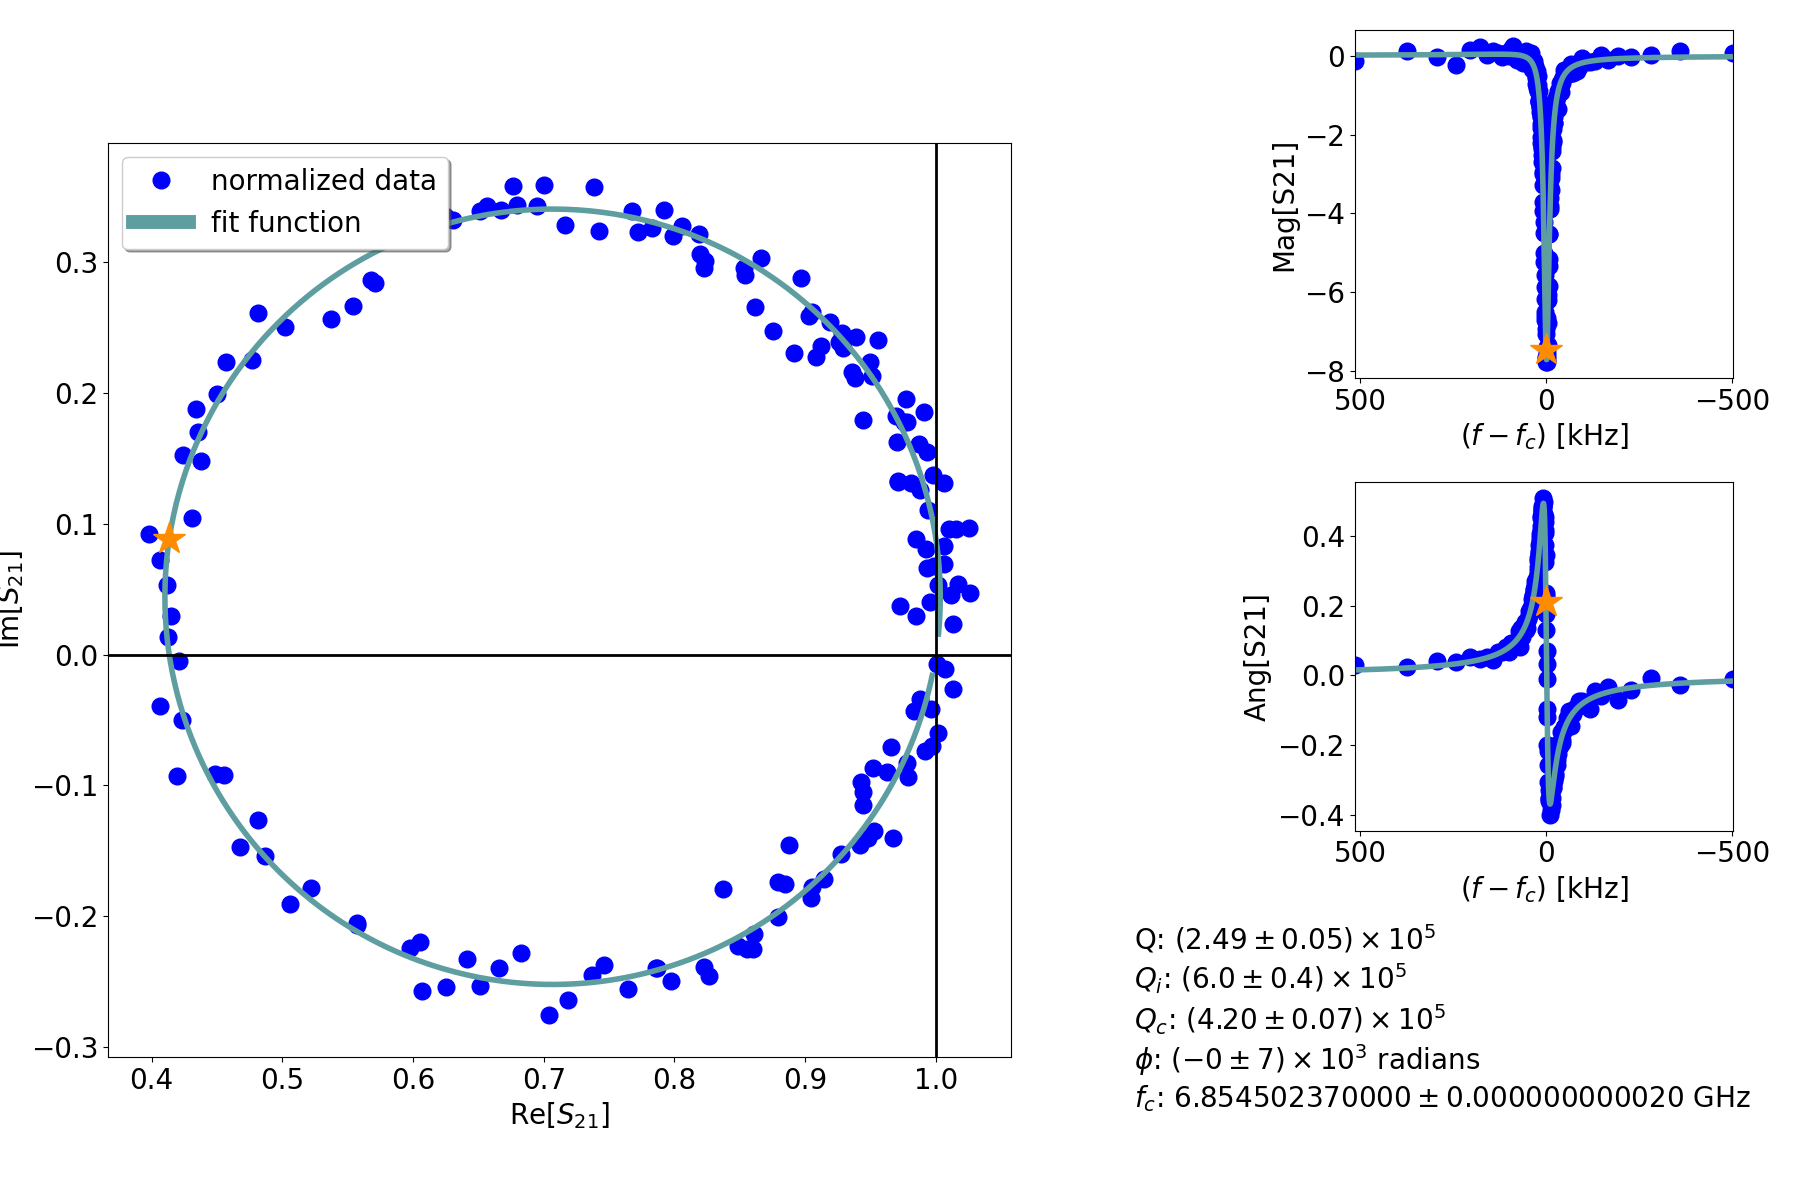 normalized data
fit function
0.3
0.2
0.1
0.0
−0.1
−0.2
−0.3
Im[S21]
0.4 0.5 0.6 0.7 0.8 0.9 1.0
Re[S21]
0
−2
−4
−6
−8
Mag[S21]
500 0 −500
(f − fc) [kHz]
0.4
0.2
0.0
−0.2
−0.4
Ang[S21]
500 0 −500
(f − fc) [kHz]
Q: (2.49 ± 0.05) × 10^5
Qi: (6.0 ± 0.4) × 10^5
Qc: (4.20 ± 0.07) × 10^5
ϕ: (−0 ± 7) × 10^3 radians
fc: 6.854502370000 ± 0.000000000020 GHz